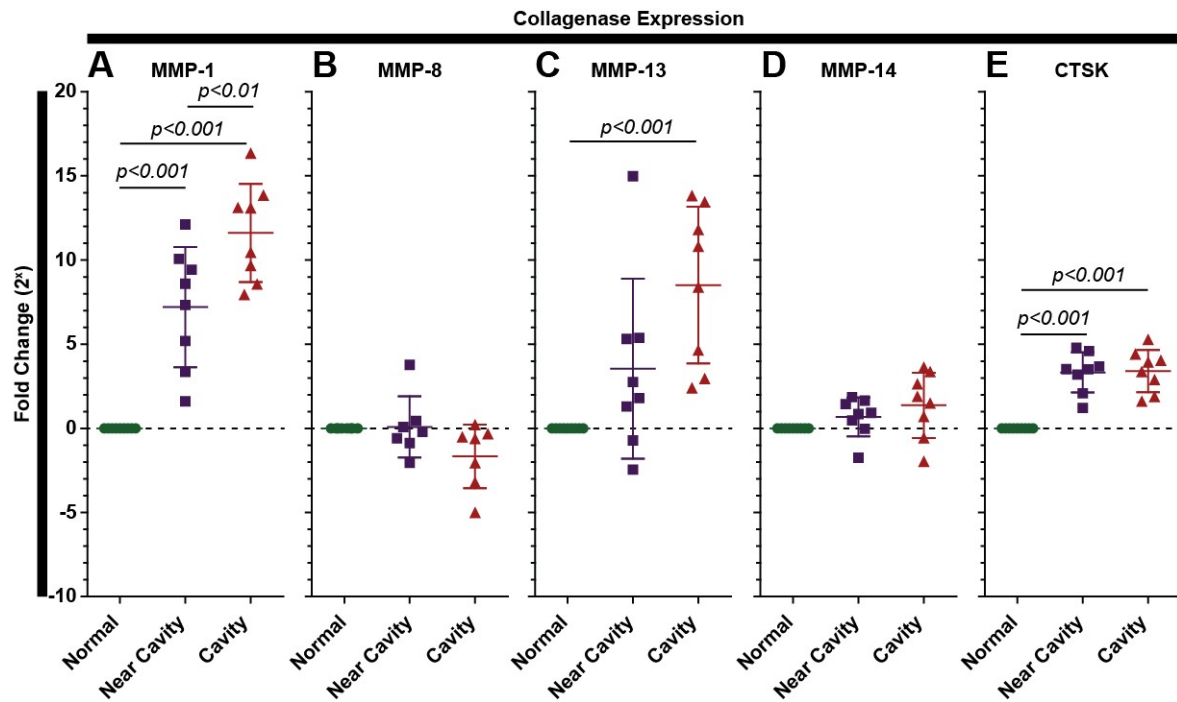 Collagenase Expression
A MMP-1
B MMP-8
C MMP-13
D MMP-14
E CTSK
Fold Change (2ˣ)
20
15
10
5
0
-5
-10
p<0.01
p<0.001
p<0.001
p<0.001
p<0.001
p<0.001
Normal Near Cavity Cavity
Normal Near Cavity Cavity
Normal Near Cavity Cavity
Normal Near Cavity Cavity
Normal Near Cavity Cavity